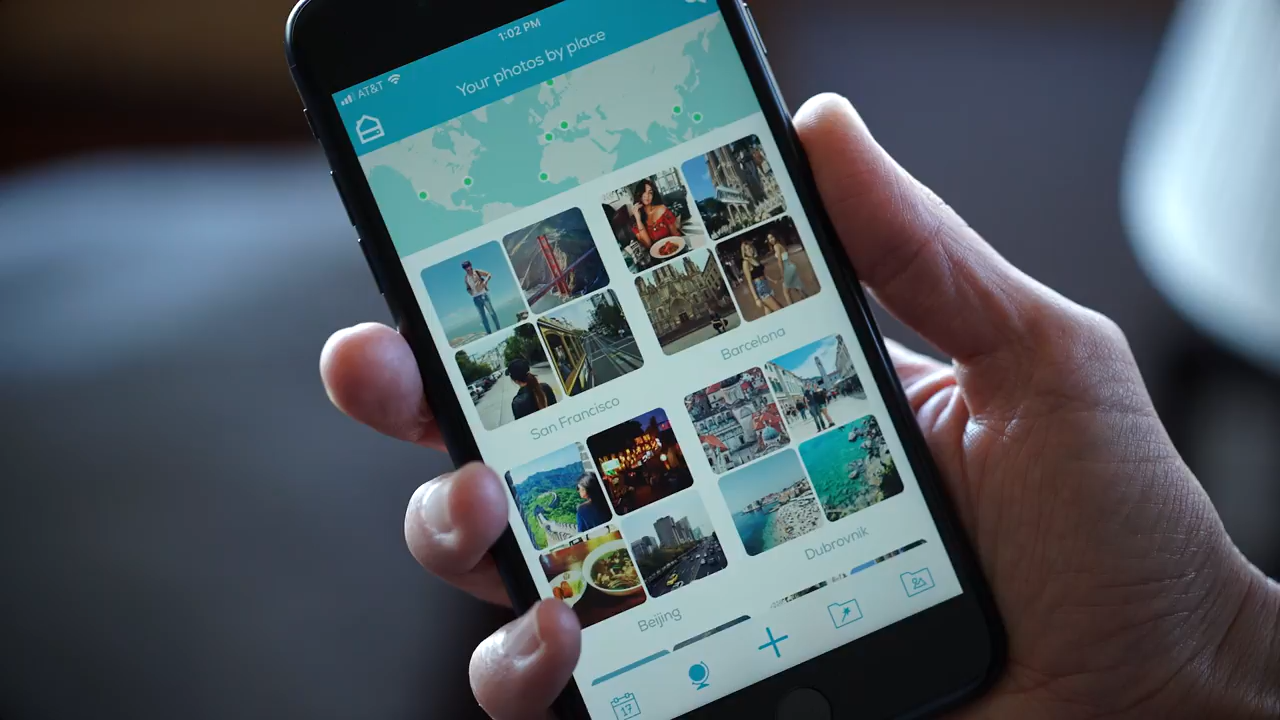 AT&T
1:02 PM
Your photos by place
San Francisco
Barcelona
Beijing
Dubrovnik
17